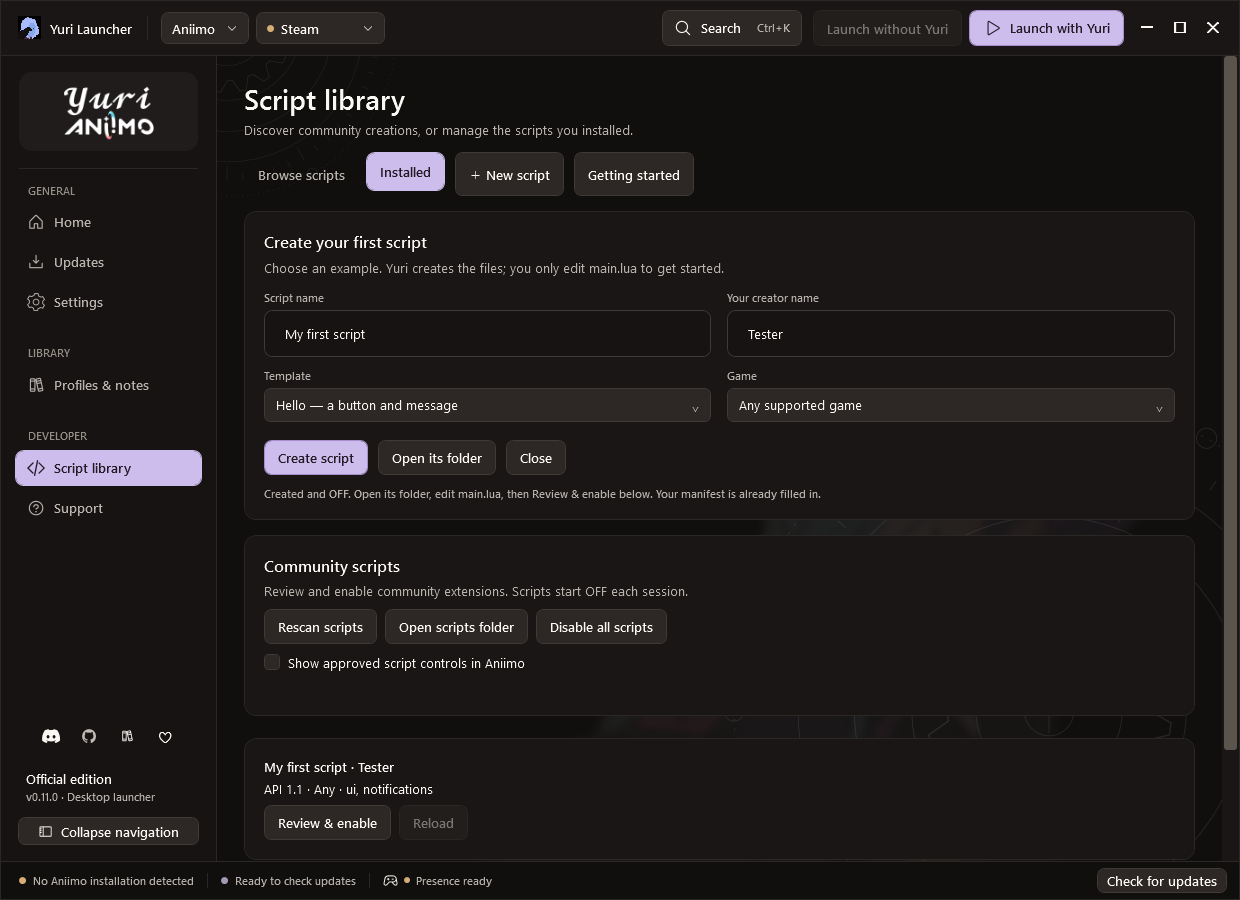 Yuri Launcher
Aniimo
Steam
Search Ctrl+K
Launch without Yuri
Launch with Yuri
Yuri
ANiiMO
GENERAL
Home
Updates
Settings
LIBRARY
Profiles & notes
DEVELOPER
Script library
Support
Official edition
v0.11.0 · Desktop launcher
Collapse navigation
Script library
Discover community creations, or manage the scripts you installed.
Browse scripts
Installed
+ New script
Getting started
Create your first script
Choose an example. Yuri creates the files; you only edit main.lua to get started.
Script name
Your creator name
My first script
Tester
Template
Game
Hello — a button and message
Any supported game
Create script
Open its folder
Close
Created and OFF. Open its folder, edit main.lua, then Review & enable below. Your manifest is already filled in.
Community scripts
Review and enable community extensions. Scripts start OFF each session.
Rescan scripts
Open scripts folder
Disable all scripts
Show approved script controls in Aniimo
My first script · Tester
API 1.1 · Any · ui, notifications
Review & enable
Reload
No Aniimo installation detected
Ready to check updates
Presence ready
Check for updates